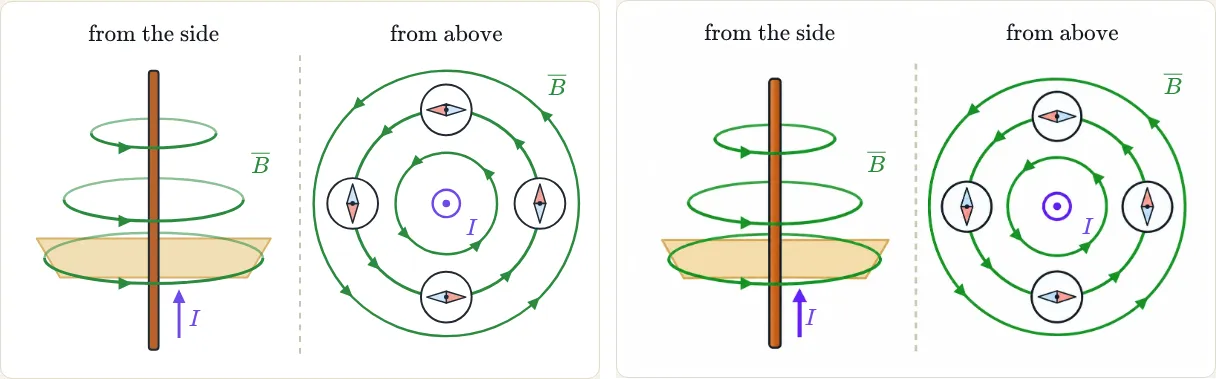 from the side
from above
B̅
B̅
I
I
from the side
from above
B̅
B̅
I
I